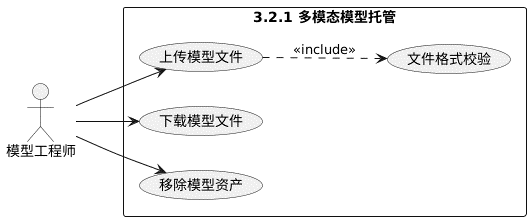 3.2.1 多模态模型托管
上传模型文件
«include»
文件格式校验
下载模型文件
模型工程师
移除模型资产